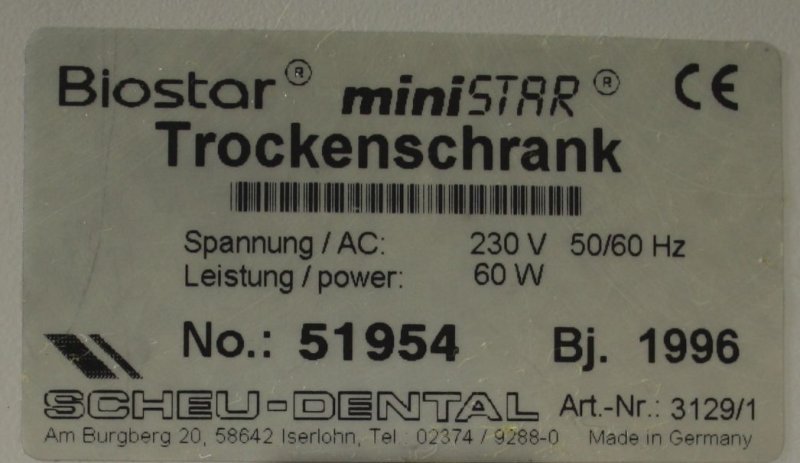 Biostar® miniSTAR® CE
Trockenschrank
Spannung / AC: 230 V 50/60 Hz
Leistung / power: 60 W
No.: 51954 Bj. 1996
SCHEU-DENTAL Art.-Nr.: 3129/1
Am Burgberg 20, 58642 Iserlohn, Tel.: 02374 / 9288-0 Made in Germany